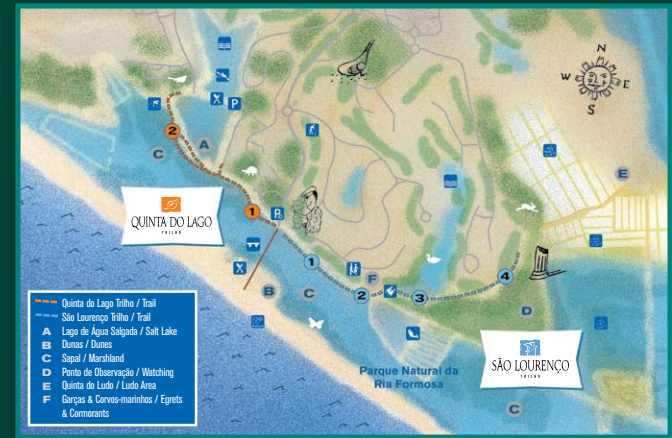 N
W E
S
P
2
A
C
QUINTA DO LAGO
TRILHO
1
P
E
1
2
F
3
4
B
C
D
Quinta do Lago Trilho / Trail
São Lourenço Trilho / Trail
A Lago de Água Salgada / Salt Lake
B Dunas / Dunes
C Sapal / Marshland
D Ponto de Observação / Watching
E Quinta do Ludo / Ludo Area
F Garças & Corvos-marinhos / Egrets
& Cormorants
Parque Natural da
Ria Formosa
SÃO LOURENÇO
TRILHO
C